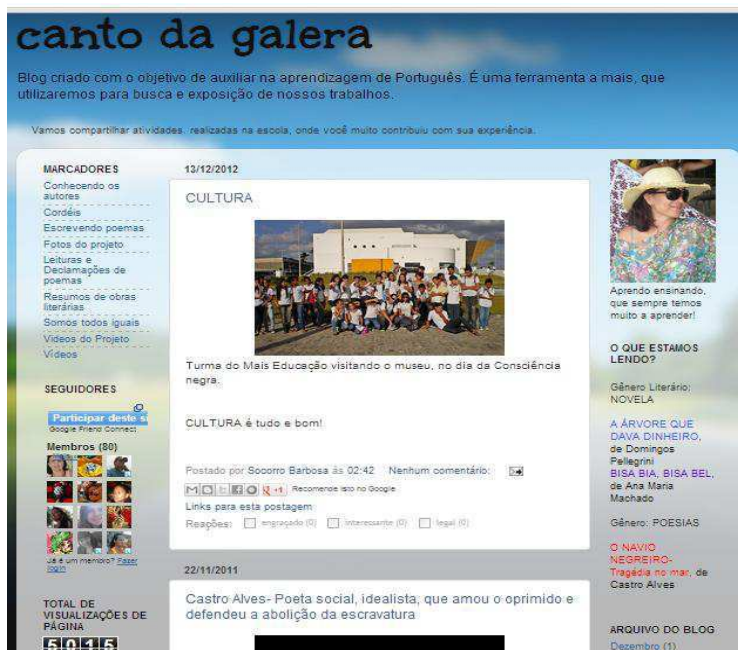 canto da galera
Blog criado com o objetivo de auxiliar na aprendizagem de Português. É uma ferramenta a mais, que
utilizaremos para busca e exposição de nossos trabalhos.
Vamos compartilhar atividades, realizadas na escola, onde você muito contribuiu com sua experiência.
MARCADORES
Conhecendo os
autores
Cordéis
Escrevendo poemas
Fotos do projeto
Leituras e
Declamações de
poemas
Resumos de obras
literárias
Somos todos iguais
Videos do Projeto
Vídeos
SEGUIDORES
Participar deste si
Google Friend Connect
Membros (80)
Já é um membro? Fazer
login
TOTAL DE
VISUALIZAÇÕES DE
PÁGINA
5015
13/12/2012
CULTURA
Turma do Mais Educação visitando o museu, no dia da Consciência
negra.
CULTURA é tudo e bom!
Postado por Socorro Barbosa às 02:42 Nenhum comentário:
+1 Recomende isto no Google
Links para esta postagem
Reações: engraçado (0) interessante (0) legal (0)
22/11/2011
Castro Alves- Poeta social, idealista, que amou o oprimido e
defendeu a abolição da escravatura
Aprendo ensinando,
que sempre temos
muito a aprender!
O QUE ESTAMOS
LENDO?
Gênero Literário:
NOVELA
A ÁRVORE QUE
DAVA DINHEIRO,
de Domingos
Pellegrini
BISA BIA, BISA BEL,
de Ana Maria
Machado
Gênero: POESIAS
O NAVIO
NEGREIRO-
Tragédia no mar, de
Castro Alves
ARQUIVO DO BLOG
Dezembro (1)